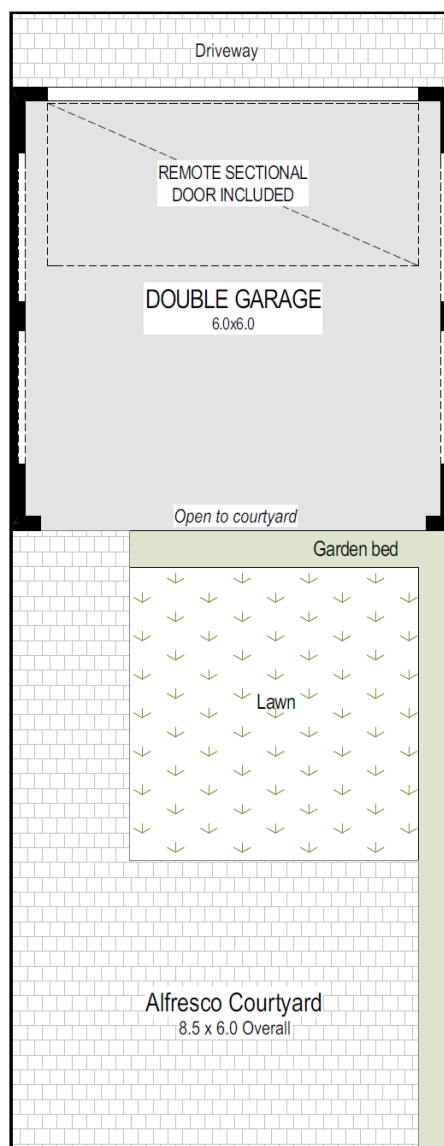 Driveway
REMOTE SECTIONAL
DOOR INCLUDED
DOUBLE GARAGE
6.0x6.0
Open to courtyard
Garden bed
Lawn
Alfresco Courtyard
8.5 x 6.0 Overall